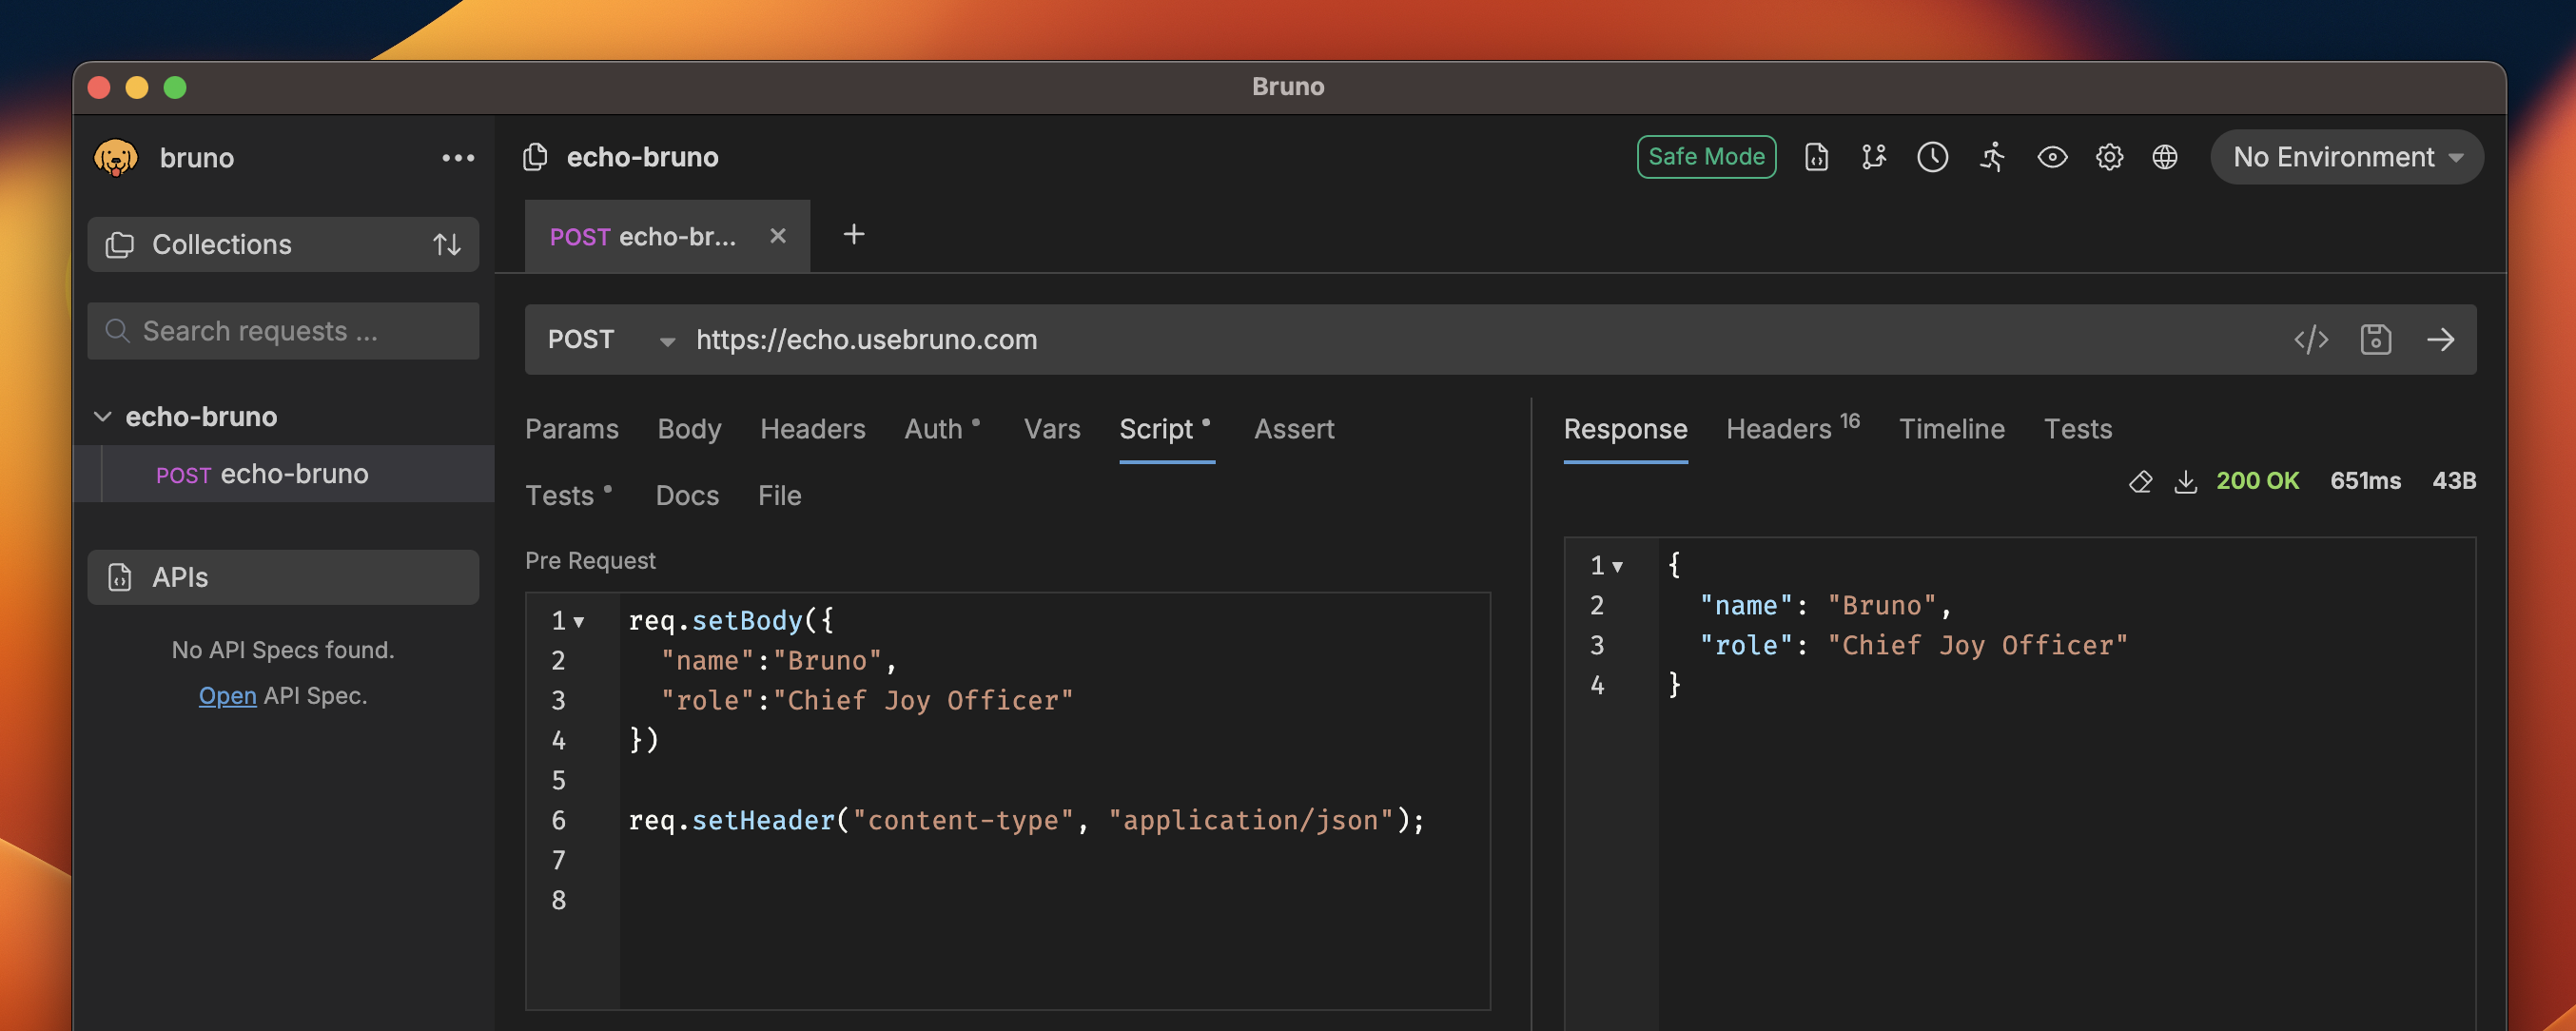 Bruno
bruno
Collections
Search requests ...
echo-bruno
POST echo-bruno
APIs
No API Specs found.
Open API Spec.
echo-bruno
Safe Mode
No Environment
POST echo-br...
POST https://echo.usebruno.com
Params Body Headers Auth Vars Script Assert
Tests Docs File
Pre Request
1 req.setBody({
2 "name":"Bruno",
3 "role":"Chief Joy Officer"
4 })
5
6 req.setHeader("content-type", "application/json");
7
8
Response Headers 16 Timeline Tests
200 OK 651ms 43B
1 {
2 "name": "Bruno",
3 "role": "Chief Joy Officer"
4 }